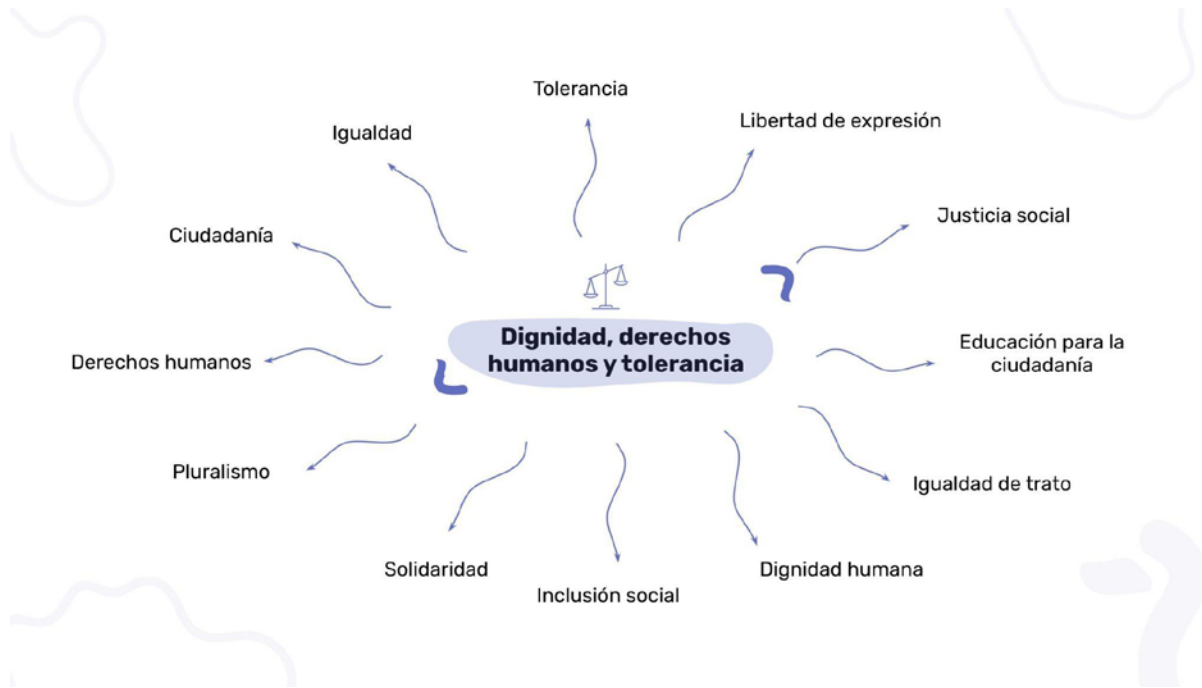 Tolerancia
Libertad de expresión
Igualdad
Justicia social
Ciudadanía
Dignidad, derechos
humanos y tolerancia
Educación para la
ciudadanía
Derechos humanos
Pluralismo
Igualdad de trato
Solidaridad
Dignidad humana
Inclusión social